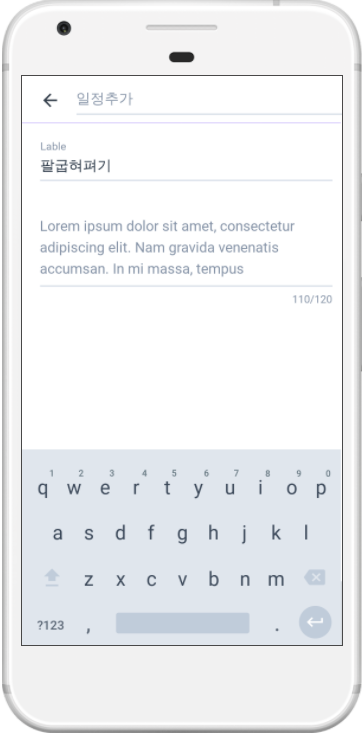 일정추가
Lable
팔굽혀펴기
Lorem ipsum dolor sit amet, consectetur
adipiscing elit. Nam gravida venenatis
accumsan. In mi massa, tempus
110/120
1 2 3 4 5 6 7 8 9 0
q w e r t y u i o p
a s d f g h j k l
z x c v b n m
?123 , .